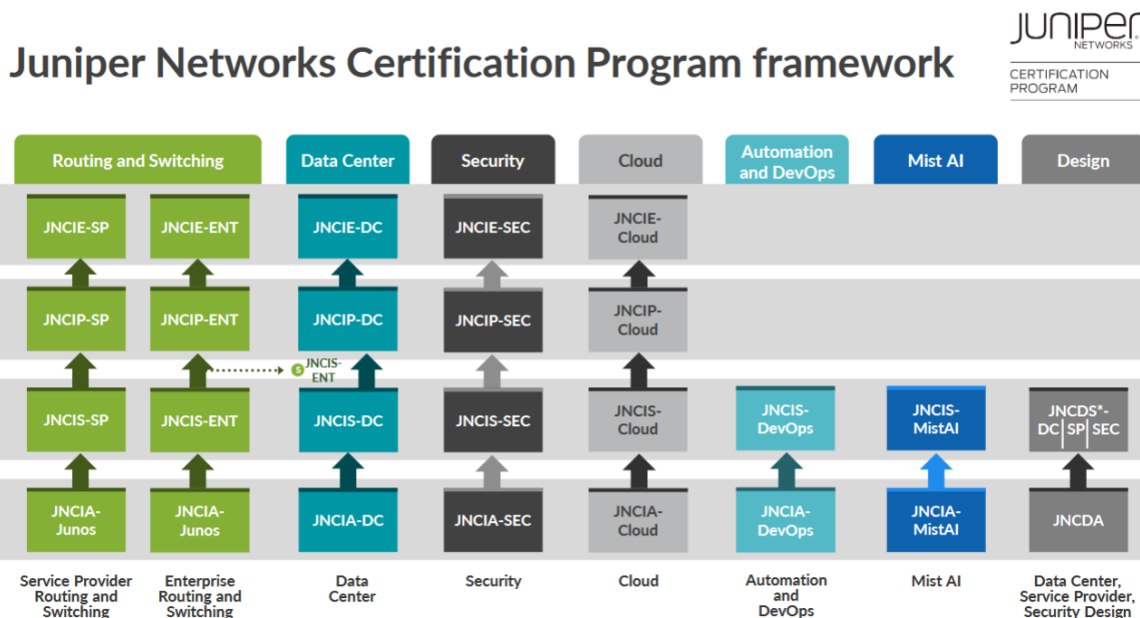 JUNIPER
NETWORKS
CERTIFICATION
PROGRAM
Juniper Networks Certification Program framework
Routing and Switching
Data Center
Security
Cloud
Automation
and DevOps
Mist AI
Design
JNCIE-SP
JNCIE-ENT
JNCIE-DC
JNCIE-SEC
JNCIE-
Cloud
JNCIP-SP
JNCIP-ENT
JNCIP-DC
JNCIP-SEC
JNCIP-
Cloud
S
JNCIS-
ENT
JNCIS-SP
JNCIS-ENT
JNCIS-DC
JNCIS-SEC
JNCIS-
Cloud
JNCIS-
DevOps
JNCIS-
MistAI
JNCDS*-
DC | SP | SEC
JNCIA-
Junos
JNCIA-
Junos
JNCIA-DC
JNCIA-SEC
JNCIA-
Cloud
JNCIA-
DevOps
JNCIA-
MistAI
JNCDA
Service Provider
Routing and
Switching
Enterprise
Routing and
Switching
Data
Center
Security
Cloud
Automation
and
DevOps
Mist AI
Data Center,
Service Provider,
Security Design